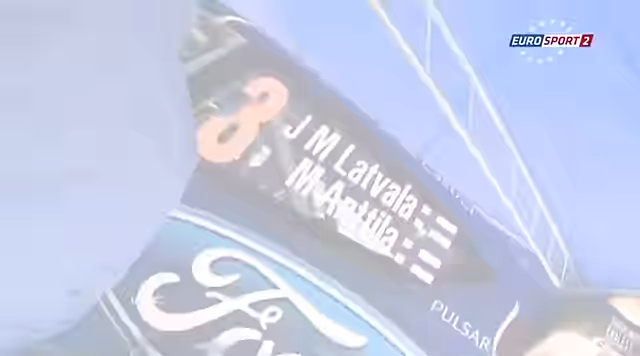 EUROSPORT 2
8
J M Latvala
M Anttila
Ford
PULSAR